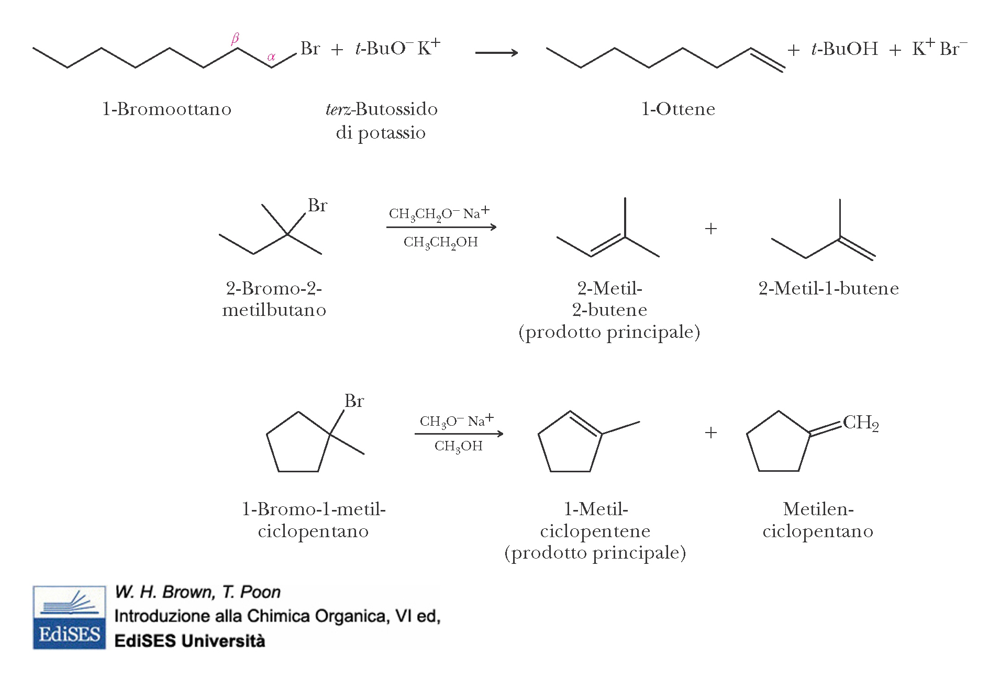 β
α
Br + t-BuO⁻ K⁺ ⟶ + t-BuOH + K⁺ Br⁻
1-Bromoottano terz-Butossido 1-Ottene
di potassio
Br
CH₃CH₂O⁻ Na⁺
+
CH₃CH₂OH
2-Bromo-2- 2-Metil- 2-Metil-1-butene
metilbutano 2-butene
(prodotto principale)
Br
CH₃O⁻ Na⁺ CH₂
+
CH₃OH
1-Bromo-1-metil- 1-Metil- Metilen-
ciclopentano ciclopentene ciclopentano
(prodotto principale)
W. H. Brown, T. Poon
Introduzione alla Chimica Organica, VI ed,
EdiSES
EdiSES Università